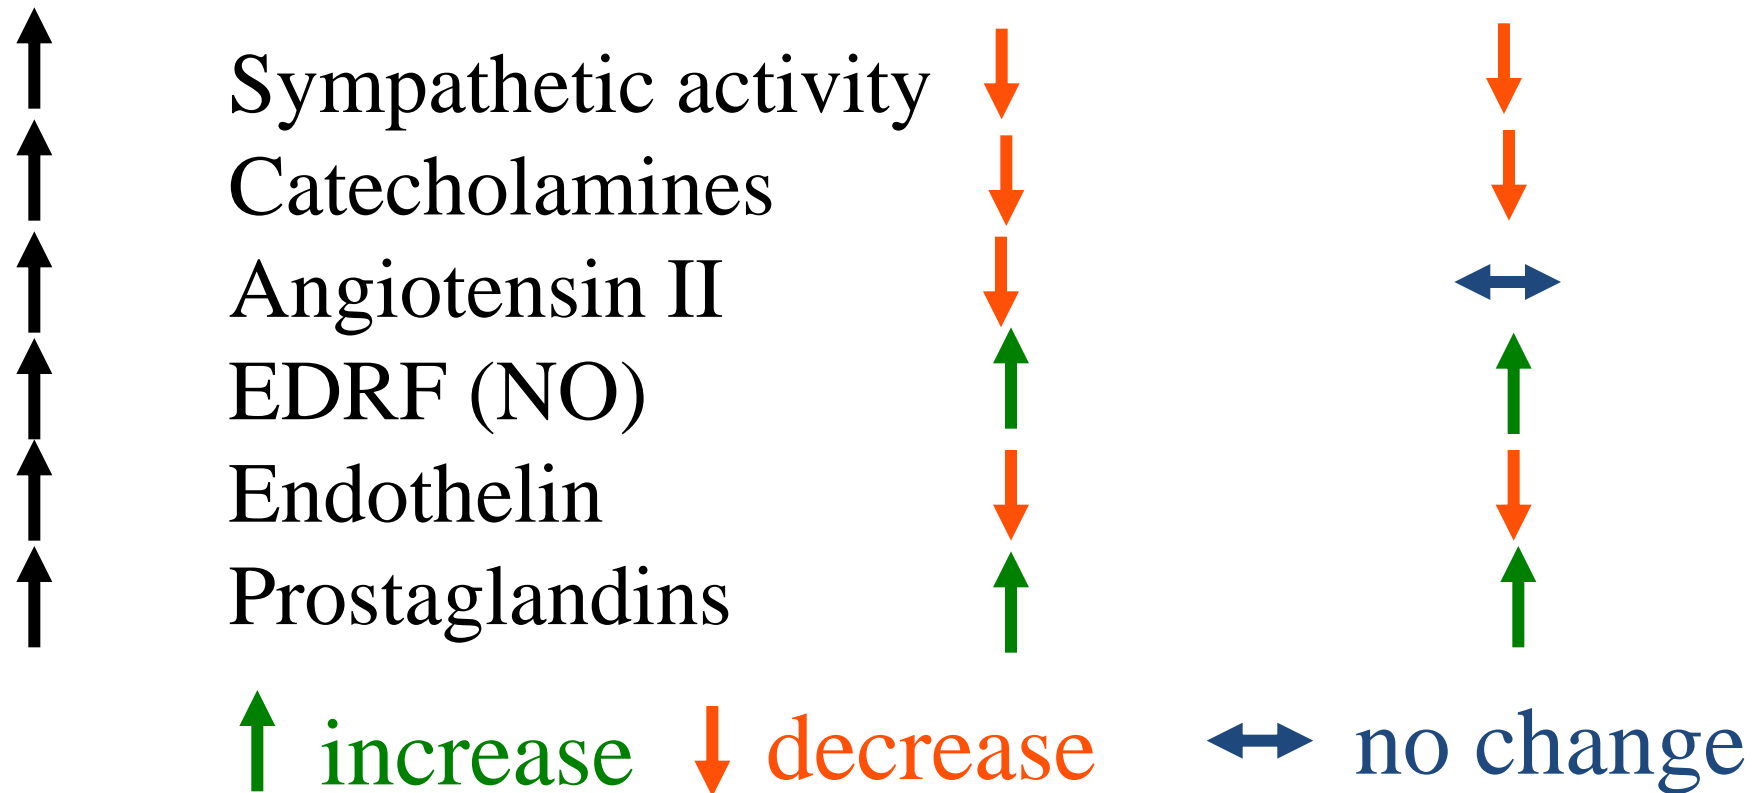 Sympathetic activity
Catecholamines
Angiotensin II
EDRF (NO)
Endothelin
Prostaglandins
increase decrease no change